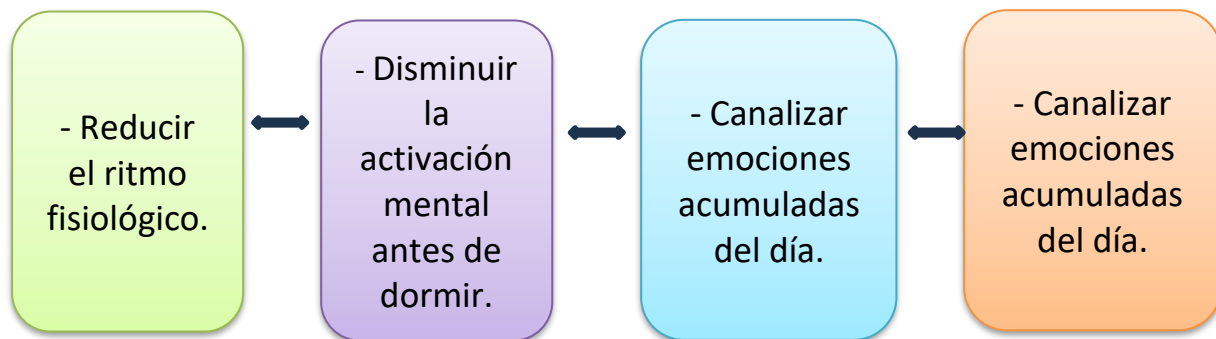 - Reducir
el ritmo
fisiológico.
- Disminuir
la
activación
mental
antes de
dormir.
- Canalizar
emociones
acumuladas
del día.
- Canalizar
emociones
acumuladas
del día.